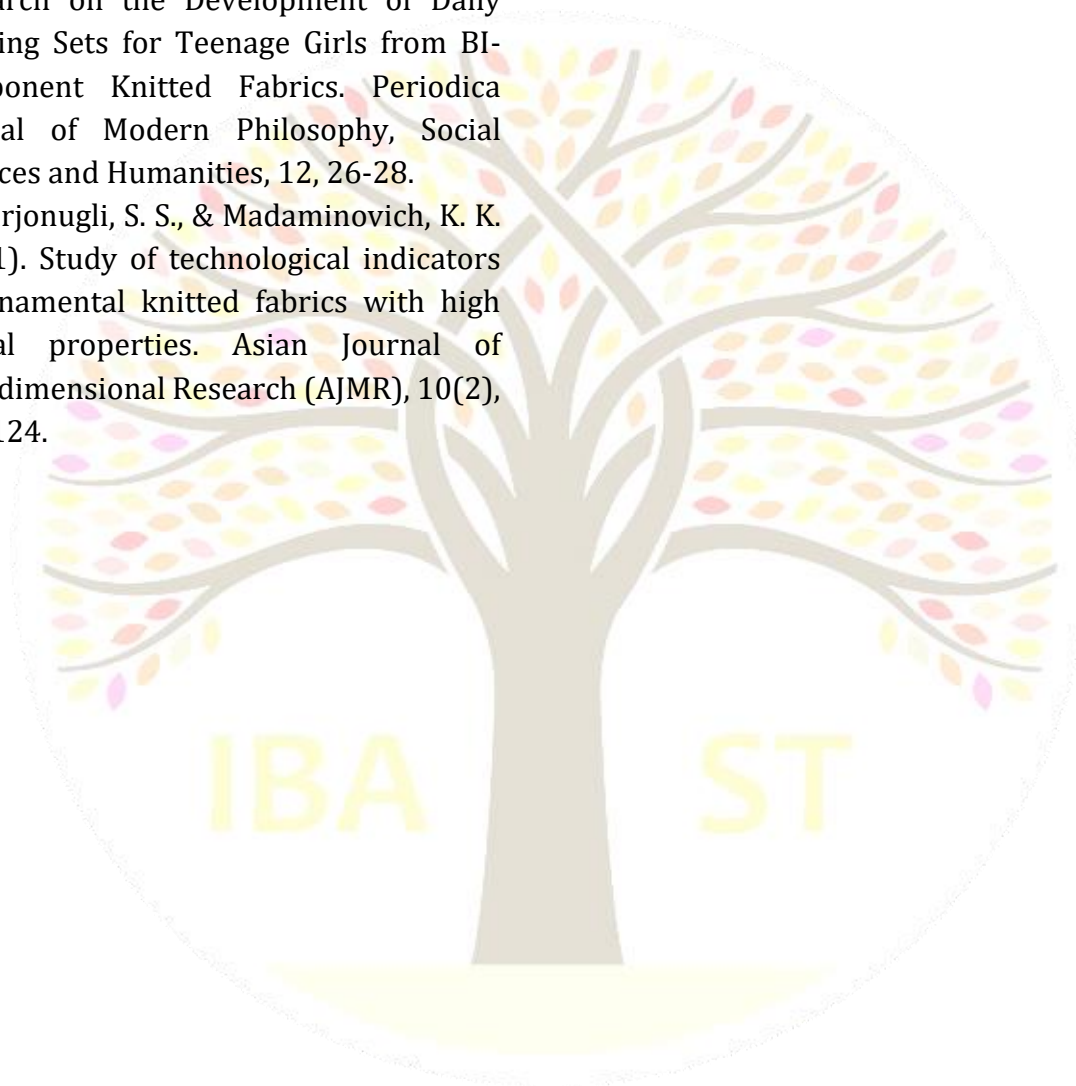 arch on the Development of Daily
ing Sets for Teenage Girls from BI-
ponent Knitted Fabrics. Periodica
al of Modern Philosophy, Social
ces and Humanities, 12, 26-28.
rjonugli, S. S., & Madaminovich, K. K.
1). Study of technological indicators
namental knitted fabrics with high
al properties. Asian Journal of
dimensional Research (AJMR), 10(2),
124.
IBA ST